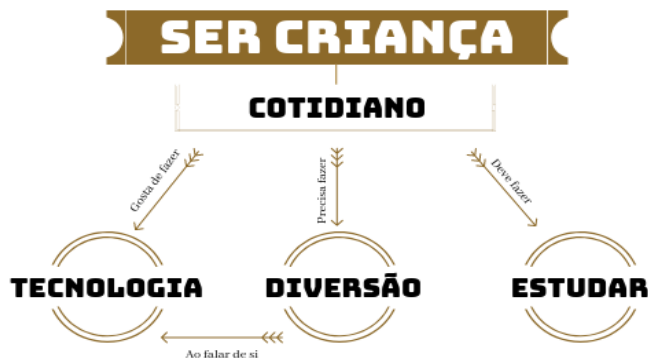 SER CRIANÇA
COTIDIANO
Gosta de fazer
Precisa fazer
Deve fazer
TECNOLOGIA
DIVERSÃO
ESTUDAR
Ao falar de si